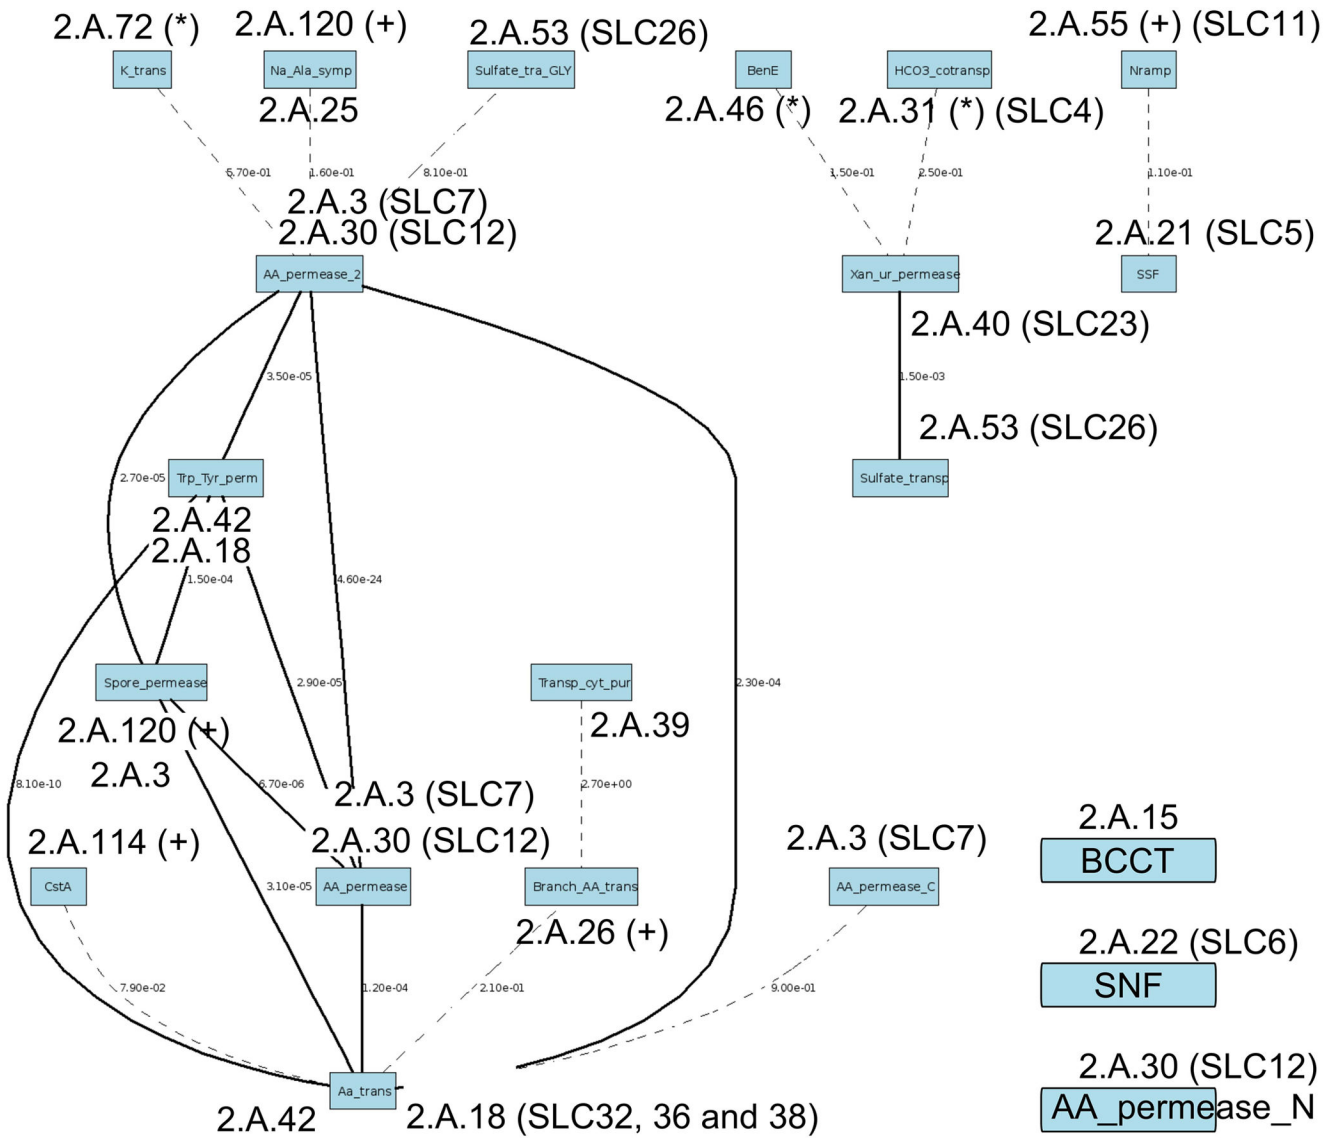 2.A.72 (*)
2.A.120 (+)
2.A.53 (SLC26)
2.A.55 (+) (SLC11)
K_trans
Na_Ala_symp
Sulfate_tra_GLY
BenE
HCO3_cotransp
Nramp
2.A.25
2.A.46 (*)
2.A.31 (*) (SLC4)
5.70e-01
1.60e-01
8.10e-01
1.50e-01
2.50e-01
1.10e-01
2.A.3 (SLC7)
2.A.30 (SLC12)
2.A.21 (SLC5)
AA_permease_2
Xan_ur_permease
SSF
2.A.40 (SLC23)
3.50e-05
1.50e-03
2.A.53 (SLC26)
2.70e-05
Trp_Tyr_perm
Sulfate_transp
2.A.42
2.A.18
1.50e-04
4.60e-24
Spore_permease
2.90e-05
Transp_cyt_pur
2.30e-04
2.A.120 (+)
2.A.39
2.A.3
8.10e-10
6.70e-06
2.70e+00
2.A.3 (SLC7)
2.A.15
2.A.114 (+)
2.A.30 (SLC12)
2.A.3 (SLC7)
BCCT
CstA
3.10e-05
AA_permease
Branch_AA_trans
AA_permease_C
2.A.26 (+)
2.A.22 (SLC6)
SNF
7.90e-02
1.20e-04
2.10e-01
9.00e-01
2.A.30 (SLC12)
Aa_trans
AA_permease_N
2.A.42
2.A.18 (SLC32, 36 and 38)